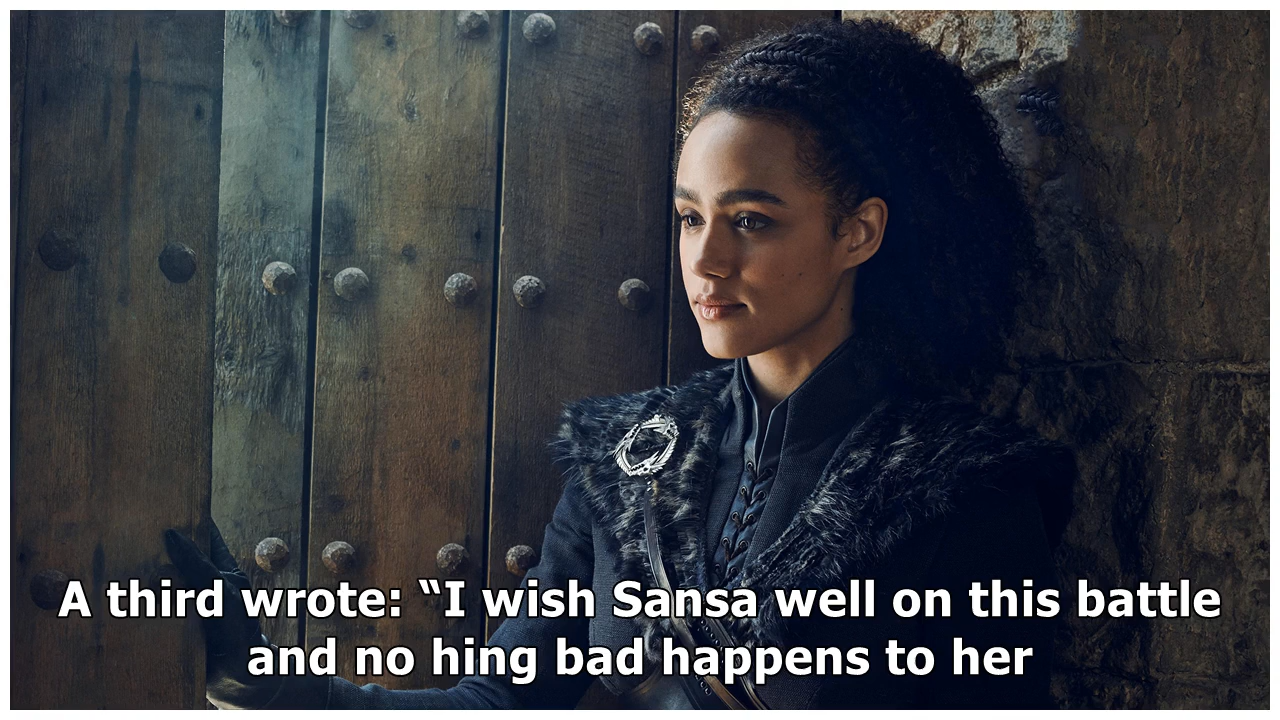 A third wrote: “I wish Sansa well on this battle
and no hing bad happens to her